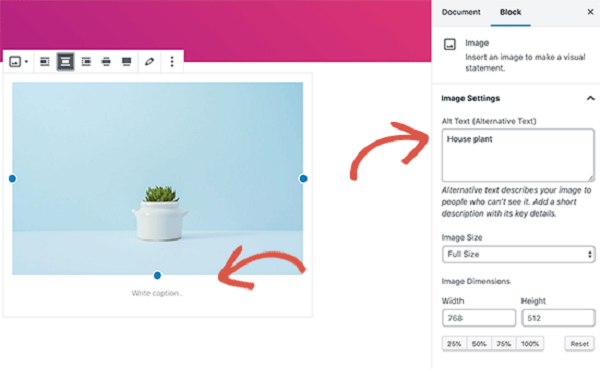 Document Block
Image
Insert an image to make a visual
statement.
Image Settings
Alt Text (Alternative Text)
House plant
Alternative text describes your image to
people who can't see it. Add a short
description with its key details.
Image Size
Full Size
Image Dimensions
Width Height
768 512
25% 50% 75% 100% Reset
Write caption...